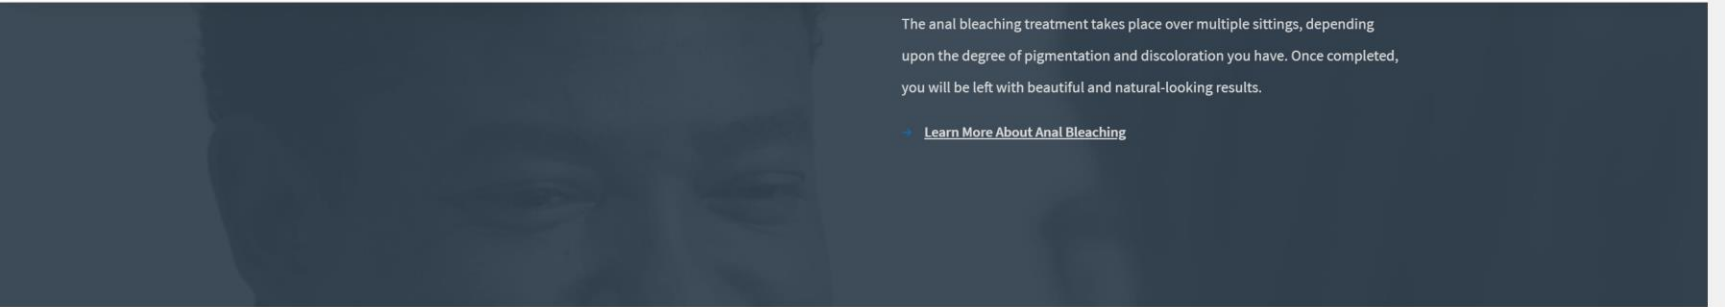 The anal bleaching treatment takes place over multiple sittings, depending
upon the degree of pigmentation and discoloration you have. Once completed,
you will be left with beautiful and natural-looking results.
Learn More About Anal Bleaching